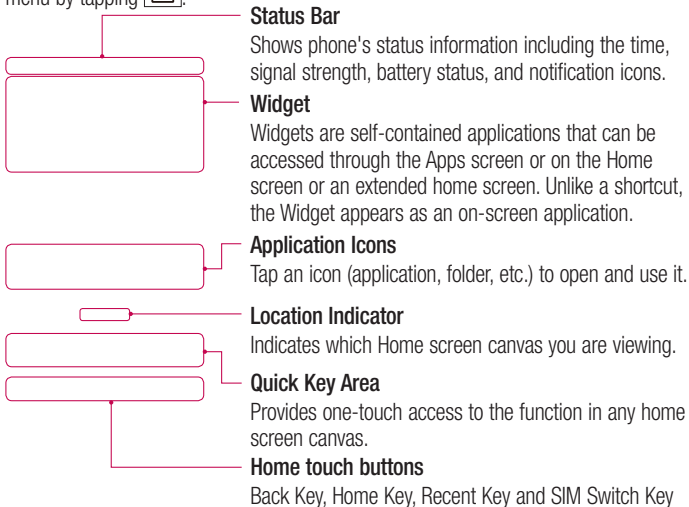 menu by tapping
Status Bar
Shows phone's status information including the time,
signal strength, battery status, and notification icons.
Widget
Widgets are self-contained applications that can be
accessed through the Apps screen or on the Home
screen or an extended home screen. Unlike a shortcut,
the Widget appears as an on-screen application.
Application Icons
Tap an icon (application, folder, etc.) to open and use it.
Location Indicator
Indicates which Home screen canvas you are viewing.
Quick Key Area
Provides one-touch access to the function in any home
screen canvas.
Home touch buttons
Back Key, Home Key, Recent Key and SIM Switch Key